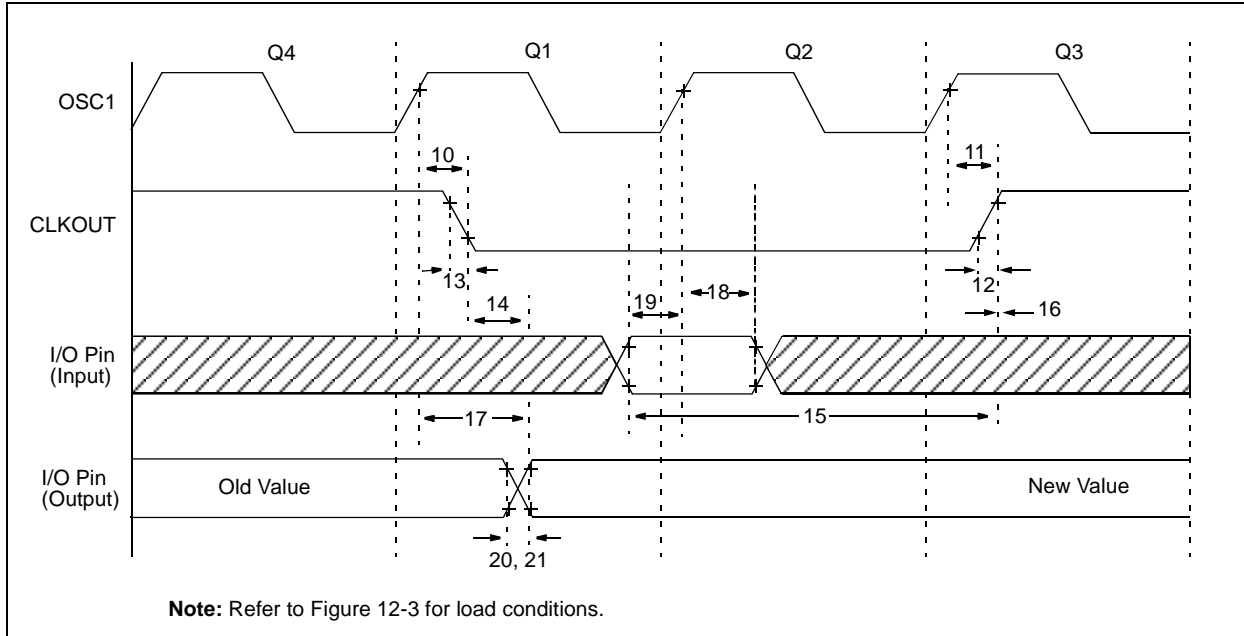 Q4 Q1 Q2 Q3
OSC1
10 11
CLKOUT
13 12
14 19 18 16
I/O Pin
(Input)
17 15
I/O Pin
(Output)
Old Value New Value
20, 21
Note: Refer to Figure 12-3 for load conditions.